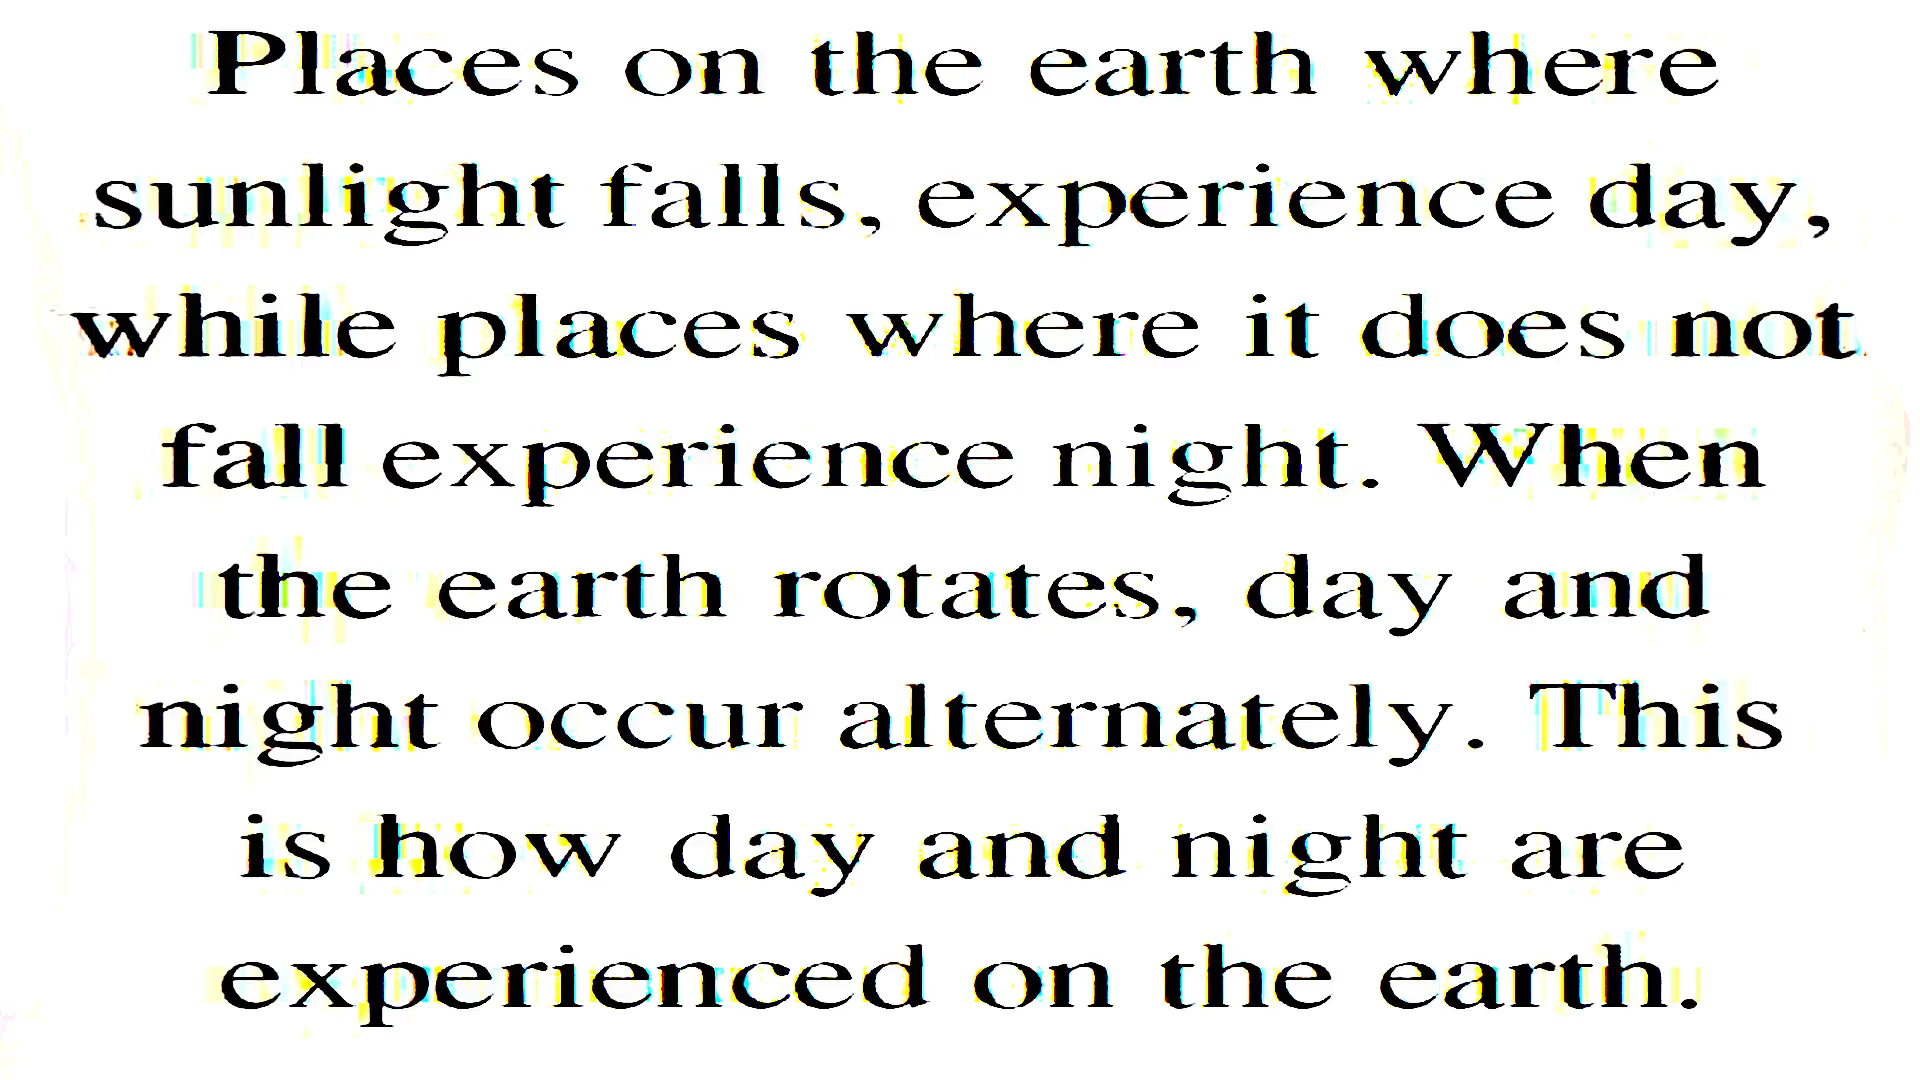 Places on the earth where
sunlight falls, experience day,
while places where it does not
fall experience night. When
the earth rotates, day and
night occur alternately. This
is how day and night are
experienced on the earth.